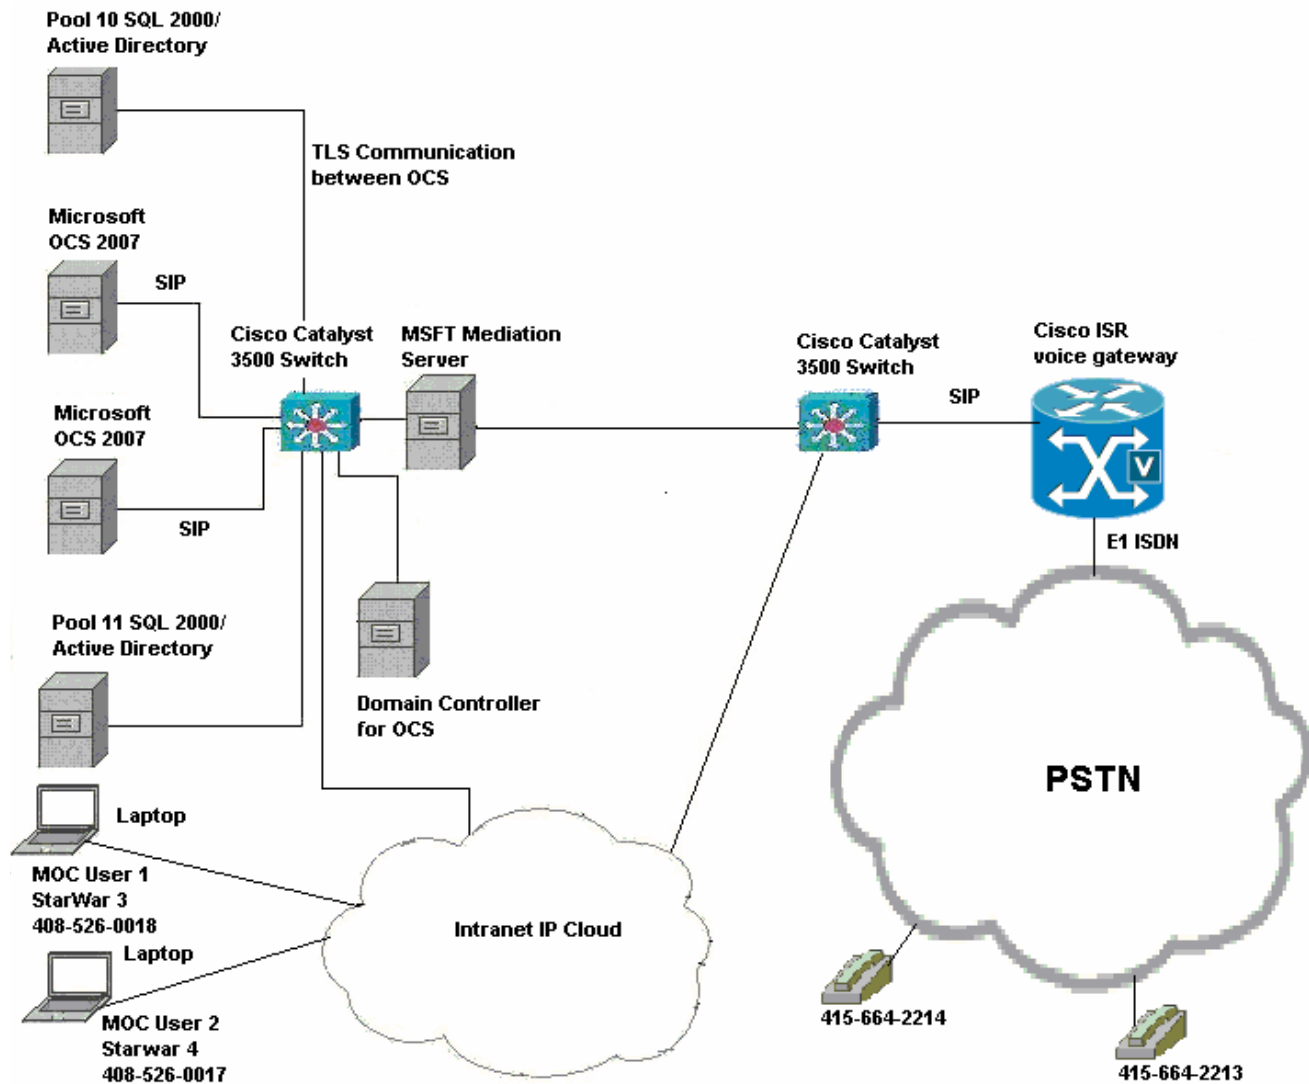 Pool 10 SQL 2000/
Active Directory
TLS Communication
between OCS
Microsoft
OCS 2007
SIP
Cisco Catalyst
3500 Switch
MSFT Mediation
Server
Cisco Catalyst
3500 Switch
SIP
Cisco ISR
voice gateway
V
Microsoft
OCS 2007
SIP
E1 ISDN
Pool 11 SQL 2000/
Active Directory
Domain Controller
for OCS
PSTN
Laptop
MOC User 1
StarWar 3
408-526-0018
Intranet IP Cloud
Laptop
MOC User 2
Starwar 4
408-526-0017
415-664-2214
415-664-2213